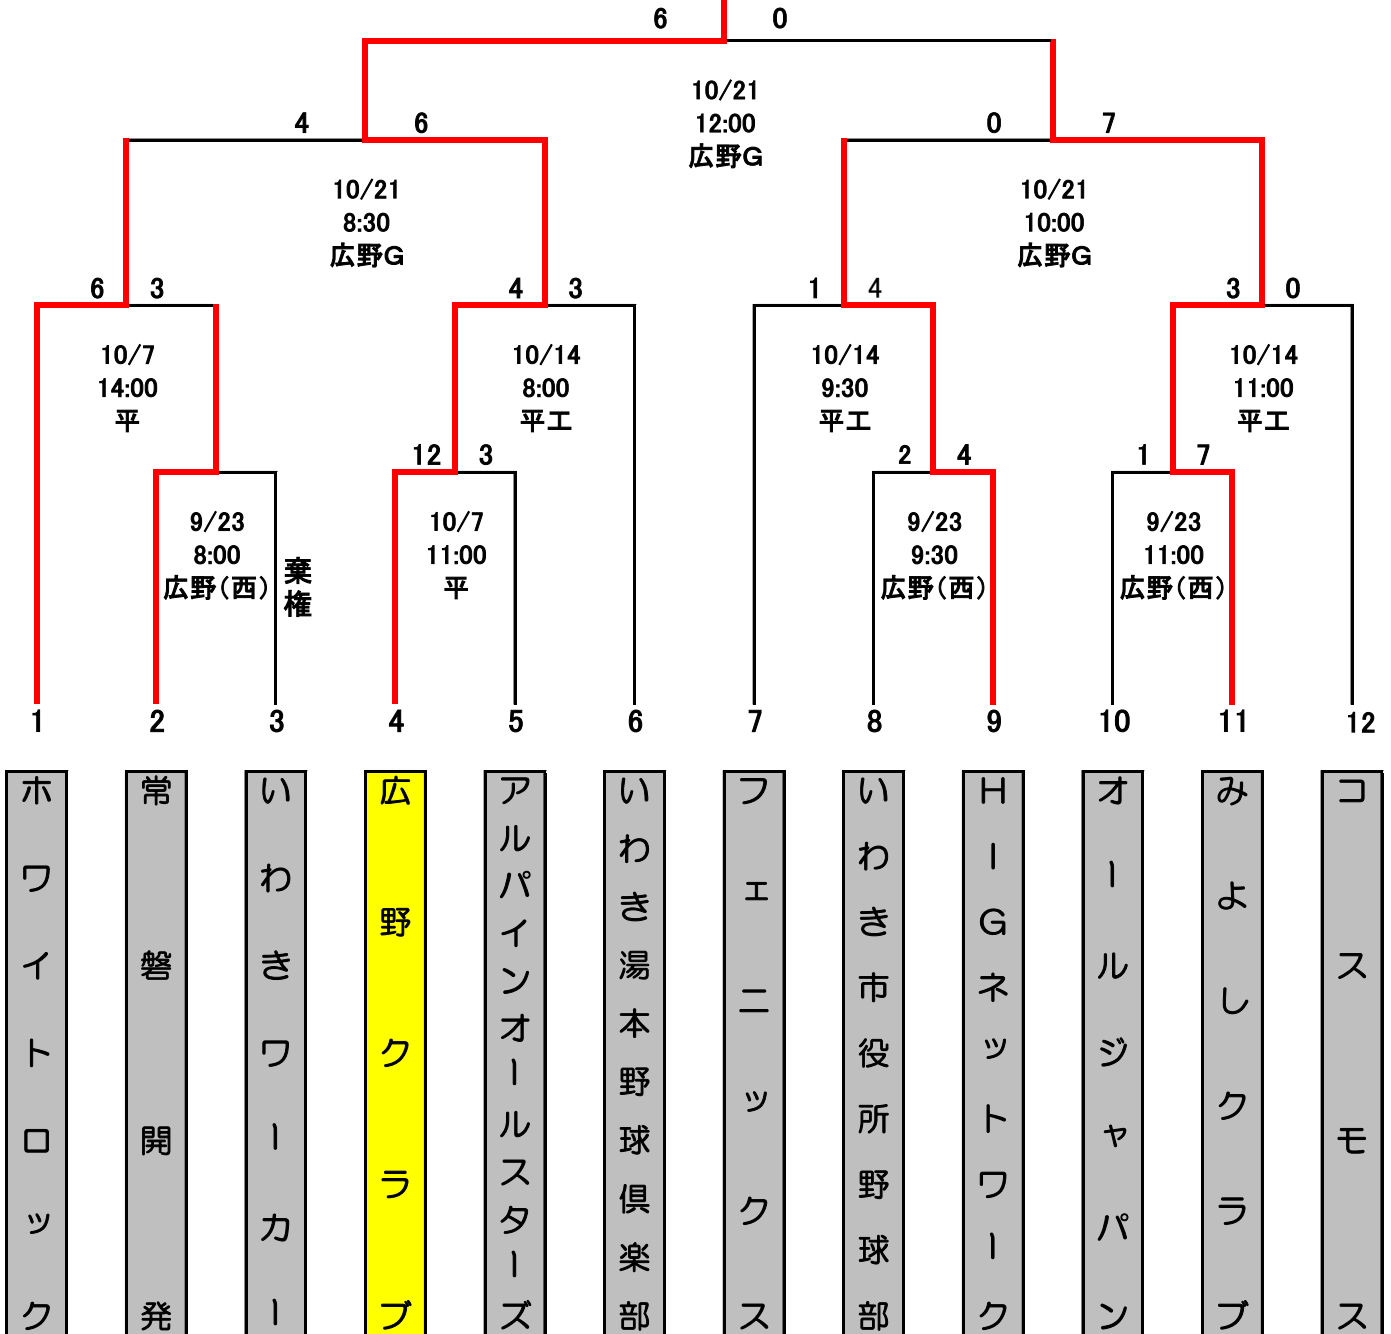 6 0
10/21
12:00
広野G
4 6
0 7
10/21
8:30
広野G
10/21
10:00
広野G
6 3
4 3
1 4
3 0
10/7
14:00
平
10/14
8:00
平工
10/14
9:30
平工
10/14
11:00
平工
12 3
2 4
1 7
9/23
8:00
広野(西)
棄権
10/7
11:00
平
9/23
9:30
広野(西)
9/23
11:00
広野(西)
1 2 3 4 5 6 7 8 9 10 11 12
ホワイトロック
常磐開発
いわきワーカー
広野クラブ
アルパインオールスターズ
いわき湯本野球倶楽部
フェニックス
いわき市役所野球部
HーGネットワーク
オールジャパン
みよしクラブ
コスモス